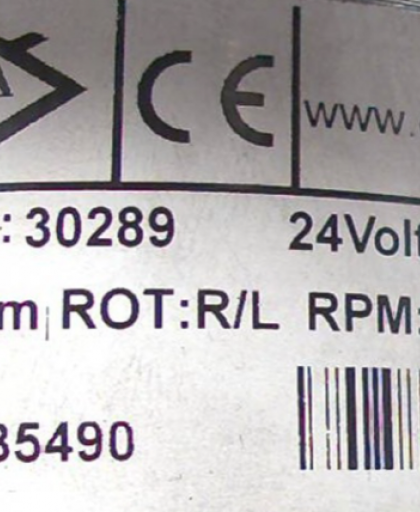 CE www.
: 30289 24Volt
m ROT:R/L RPM:
35490